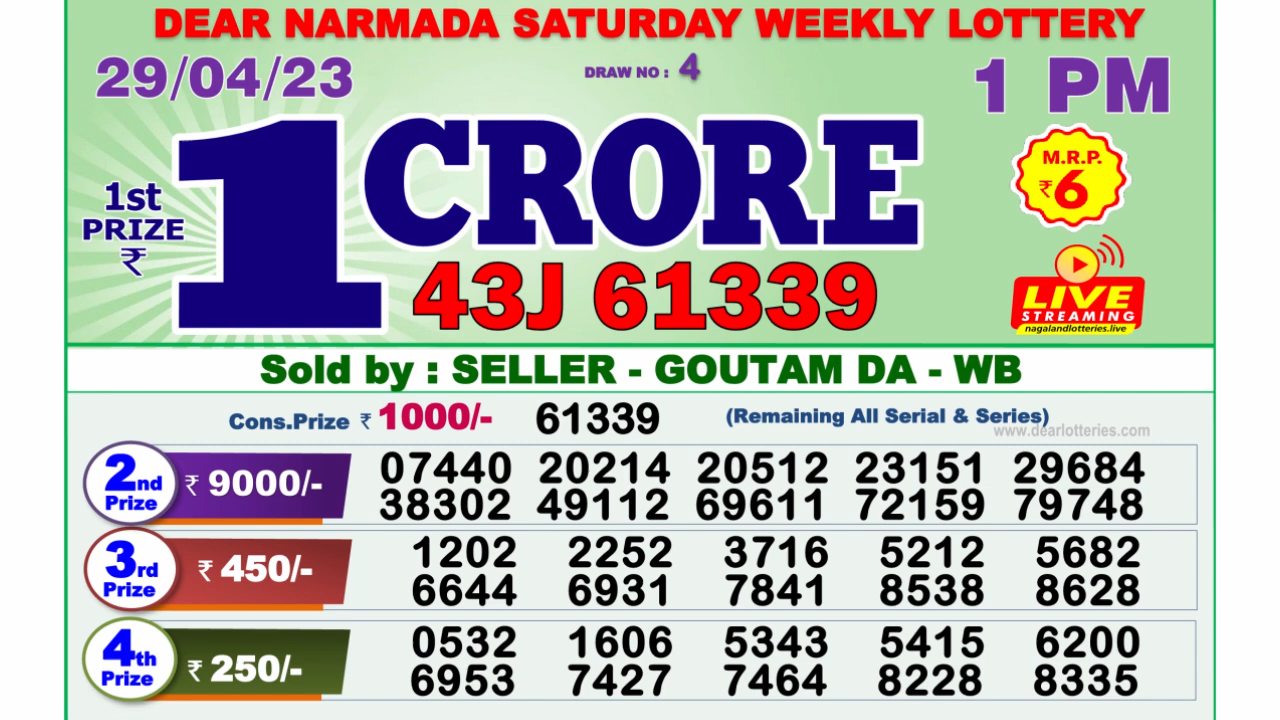 DEAR NARMADA SATURDAY WEEKLY LOTTERY
29/04/23 DRAW NO : 4 1 PM
1st PRIZE ₹ 1 CRORE
43J 61339
M.R.P.
₹6
LIVE
STREAMING
nagalandlotteries.live
Sold by : SELLER - GOUTAM DA - WB
Cons.Prize ₹ 1000/- 61339 (Remaining All Serial & Series)
www.dearlotteries.com
2nd Prize ₹ 9000/-
07440 20214 20512 23151 29684
38302 49112 69611 72159 79748
3rd Prize ₹ 450/-
1202 2252 3716 5212 5682
6644 6931 7841 8538 8628
4th Prize ₹ 250/-
0532 1606 5343 5415 6200
6953 7427 7464 8228 8335